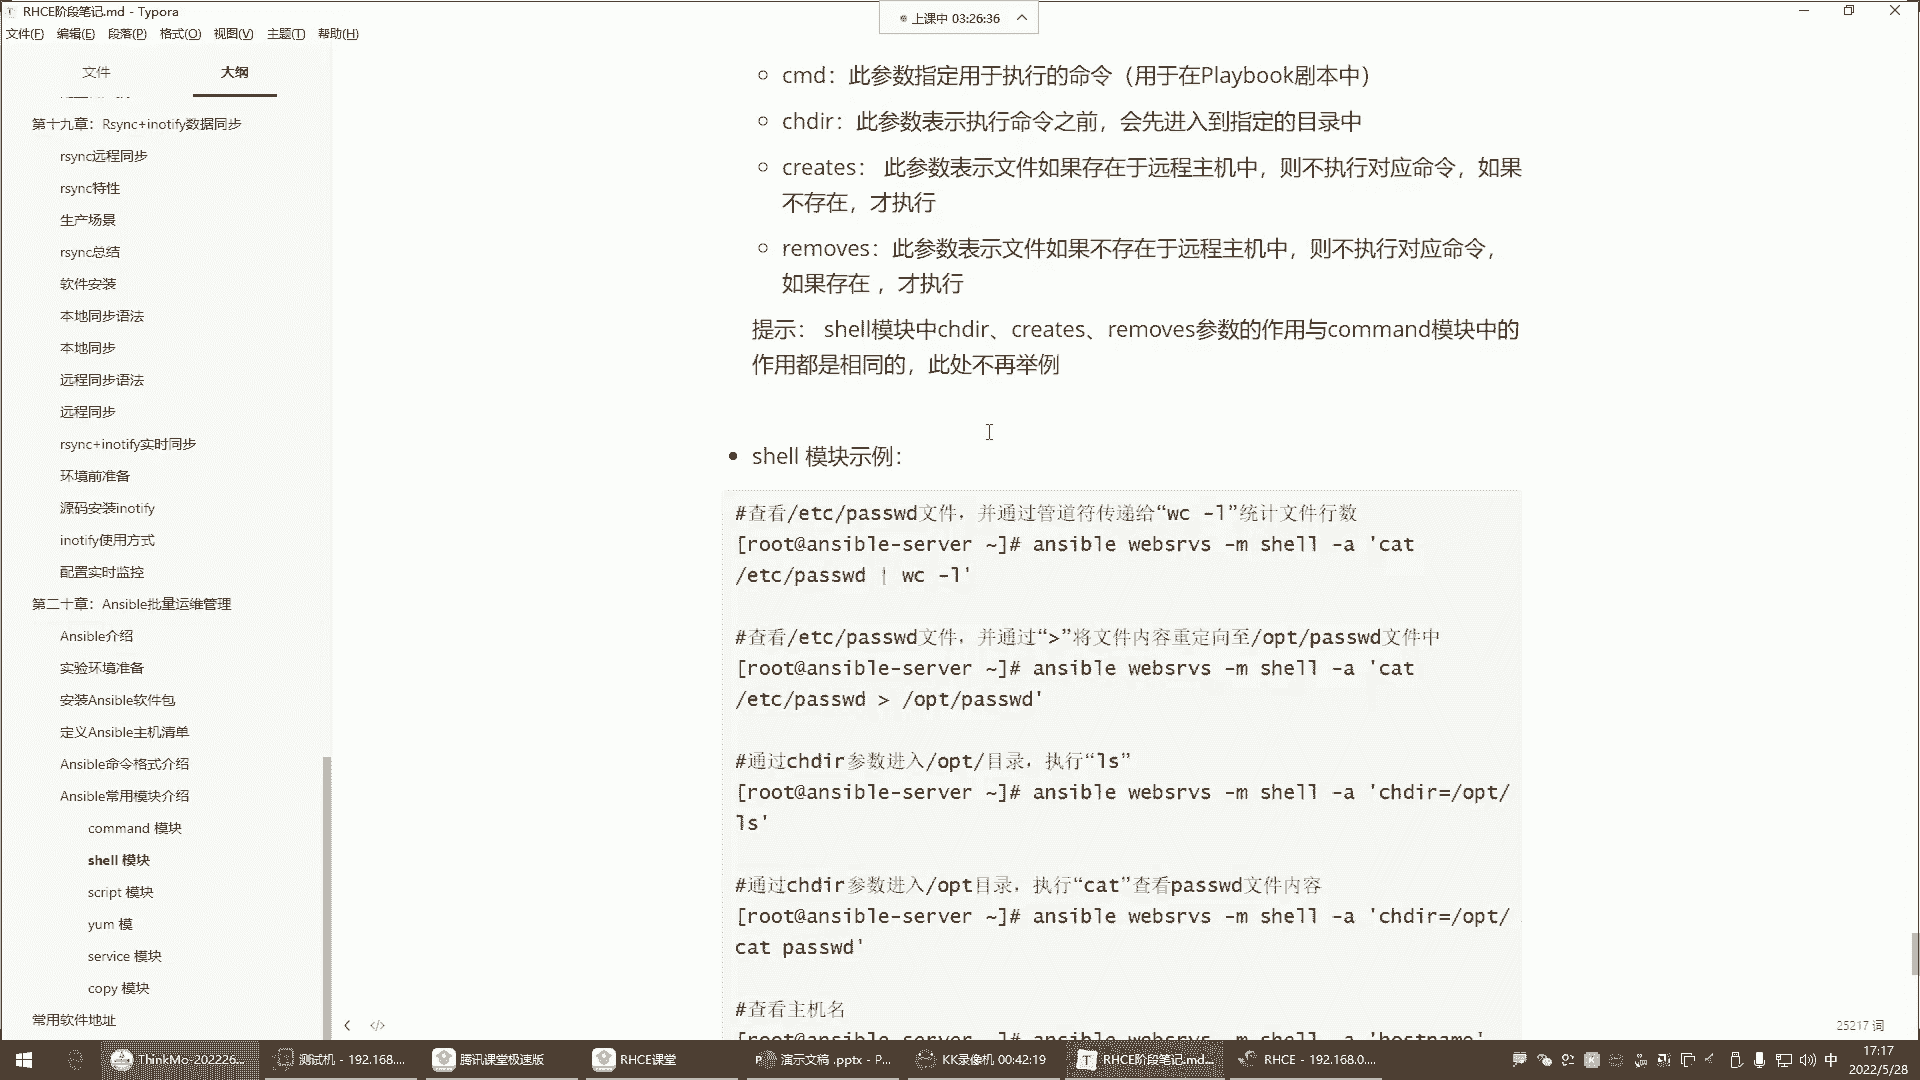 RHCE阶段笔记.md - Typora
上课中 03:26:36
文件(F) 编辑(E) 段落(P) 格式(O) 视图(V) 主题(T) 帮助(H)
文件 大纲
第十九章：Rsync+inotify数据同步
rsync远程同步
rsync特性
生产场景
rsync总结
软件安装
本地同步语法
本地同步
远程同步语法
远程同步
rsync+inotify实时同步
环境前准备
源码安装inotify
inotify使用方式
配置实时监控
第二十章：Ansible批量运维管理
Ansible介绍
实验环境准备
安装Ansible软件包
定义Ansible主机清单
Ansible命令格式介绍
Ansible常用模块介绍
command 模块
shell 模块
script 模块
yum 模
service 模块
copy 模块
常用软件地址
cmd：此参数指定用于执行的命令（用于在Playbook剧本中）
chdir：此参数表示执行命令之前，会先进入到指定的目录中
creates： 此参数表示文件如果存在于远程主机中，则不执行对应命令，如果
不存在，才执行
removes：此参数表示文件如果不存在于远程主机中，则不执行对应命令，
如果存在 ，才执行
提示： shell模块中chdir、creates、removes参数的作用与command模块中的
作用都是相同的，此处不再举例
shell 模块示例：
#查看/etc/passwd文件，并通过管道符传递给“wc -l”统计文件行数
[root@ansible-server ~]# ansible websrvs -m shell -a 'cat
/etc/passwd | wc -l'
#查看/etc/passwd文件，并通过“>”将文件内容重定向至/opt/passwd文件中
[root@ansible-server ~]# ansible websrvs -m shell -a 'cat
/etc/passwd > /opt/passwd'
#通过chdir参数进入/opt/目录，执行“ls”
[root@ansible-server ~]# ansible websrvs -m shell -a 'chdir=/opt/
ls'
#通过chdir参数进入/opt目录，执行“cat”查看passwd文件内容
[root@ansible-server ~]# ansible websrvs -m shell -a 'chdir=/opt/
cat passwd'
#查看主机名
[root@ansible-server ~]# ansible websrvs -m shell -a 'hostname'
25217 词
ThinkMo-202226... 测试机 - 192.168.... 腾讯课堂极速版 RHCE课堂 演示文稿 .pptx - P... KK录像机 00:42:19 RHCE阶段笔记.md... RHCE - 192.168.0.... 中 17:17
2022/5/28